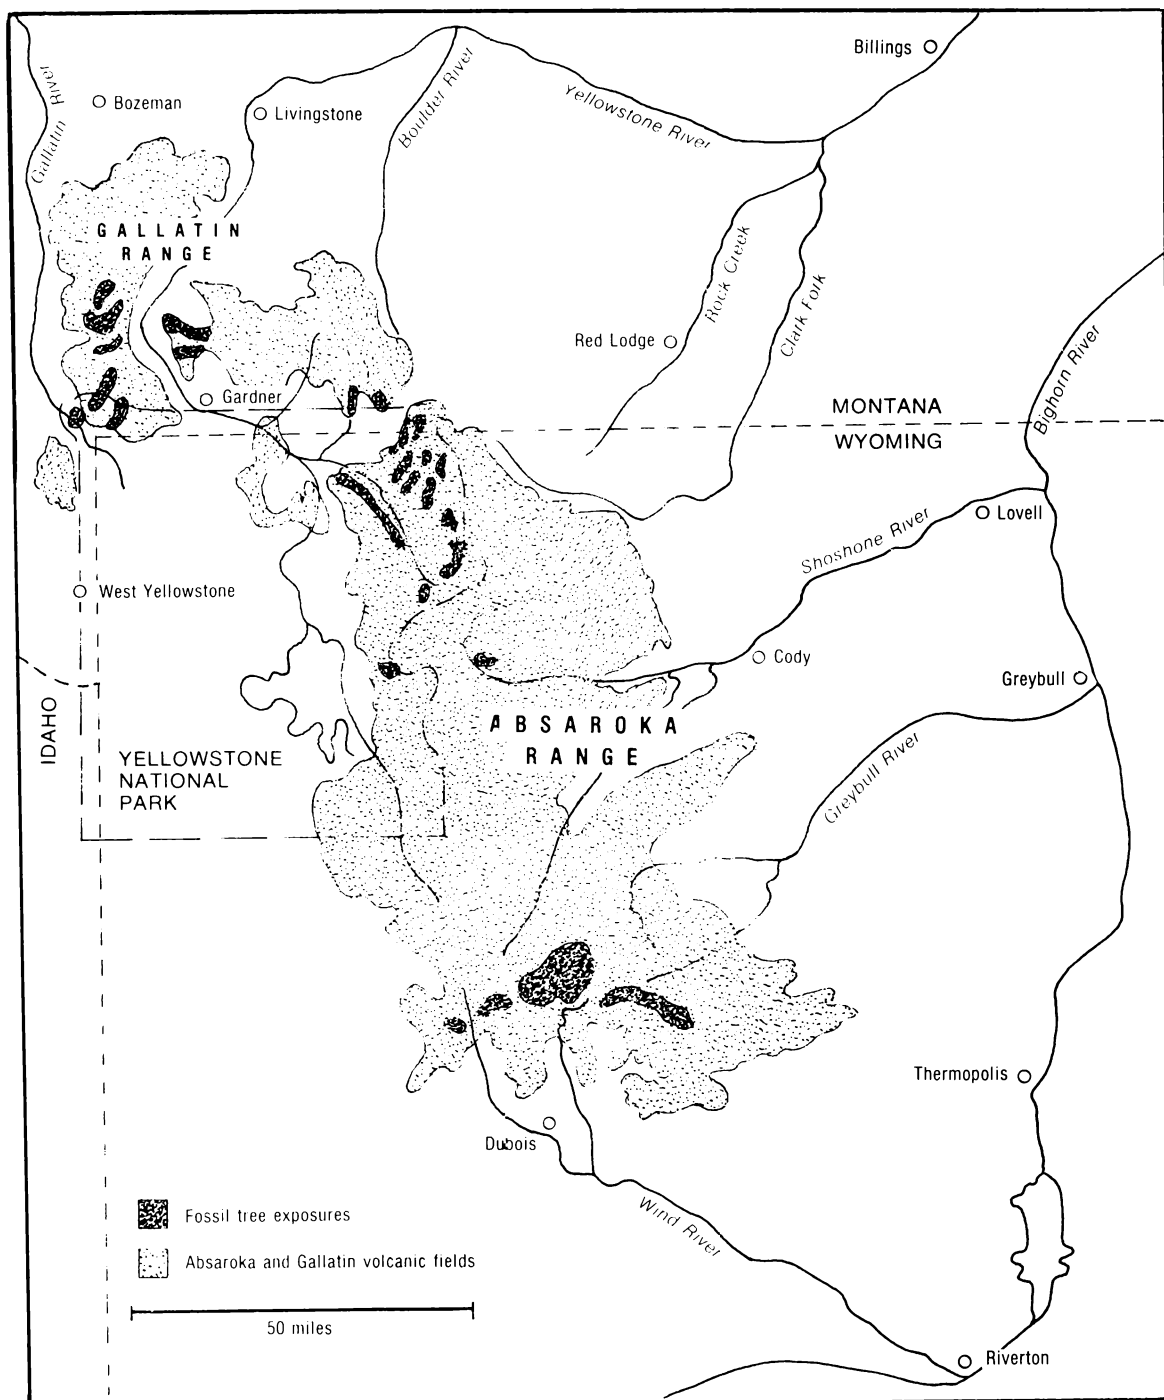 Billings
Bozeman
Livingstone
Gallatin River
Boulder River
Yellowstone River
GALLATIN
RANGE
Rock Creek
Clark Fork
Red Lodge
Bighorn River
Gardner
MONTANA
WYOMING
Lovell
Shoshone River
West Yellowstone
Cody
Greybull
IDAHO
ABSAROKA
RANGE
YELLOWSTONE
NATIONAL
PARK
Greybull River
Thermopolis
Dubois
Wind River
Fossil tree exposures
Absaroka and Gallatin volcanic fields
50 miles
Riverton